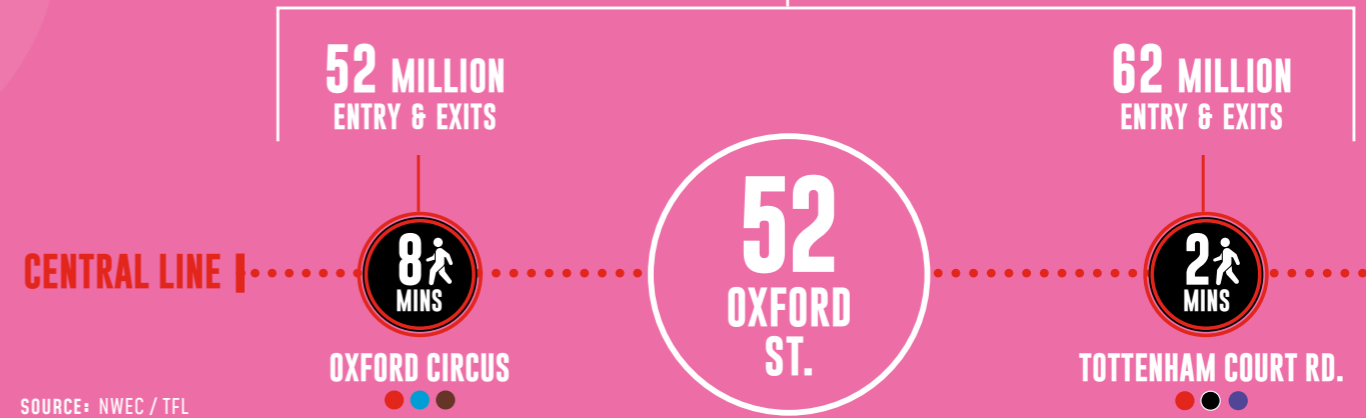 52 MILLION
ENTRY & EXITS
62 MILLION
ENTRY & EXITS
52
OXFORD
ST.
CENTRAL LINE
8
MINS
2
MINS
OXFORD CIRCUS
TOTTENHAM COURT RD.
SOURCE: NWEC / TFL